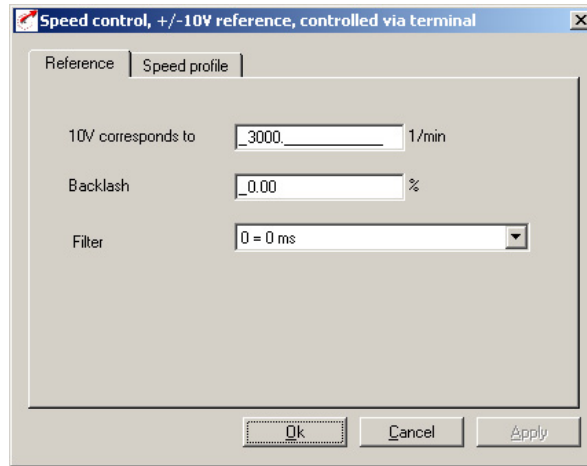 Speed control, +/-10V reference, controlled via terminal
Reference Speed profile
10V corresponds to _3000.______________ 1/min
Backlash _0.00 %
Filter 0 = 0 ms
Ok Cancel Apply